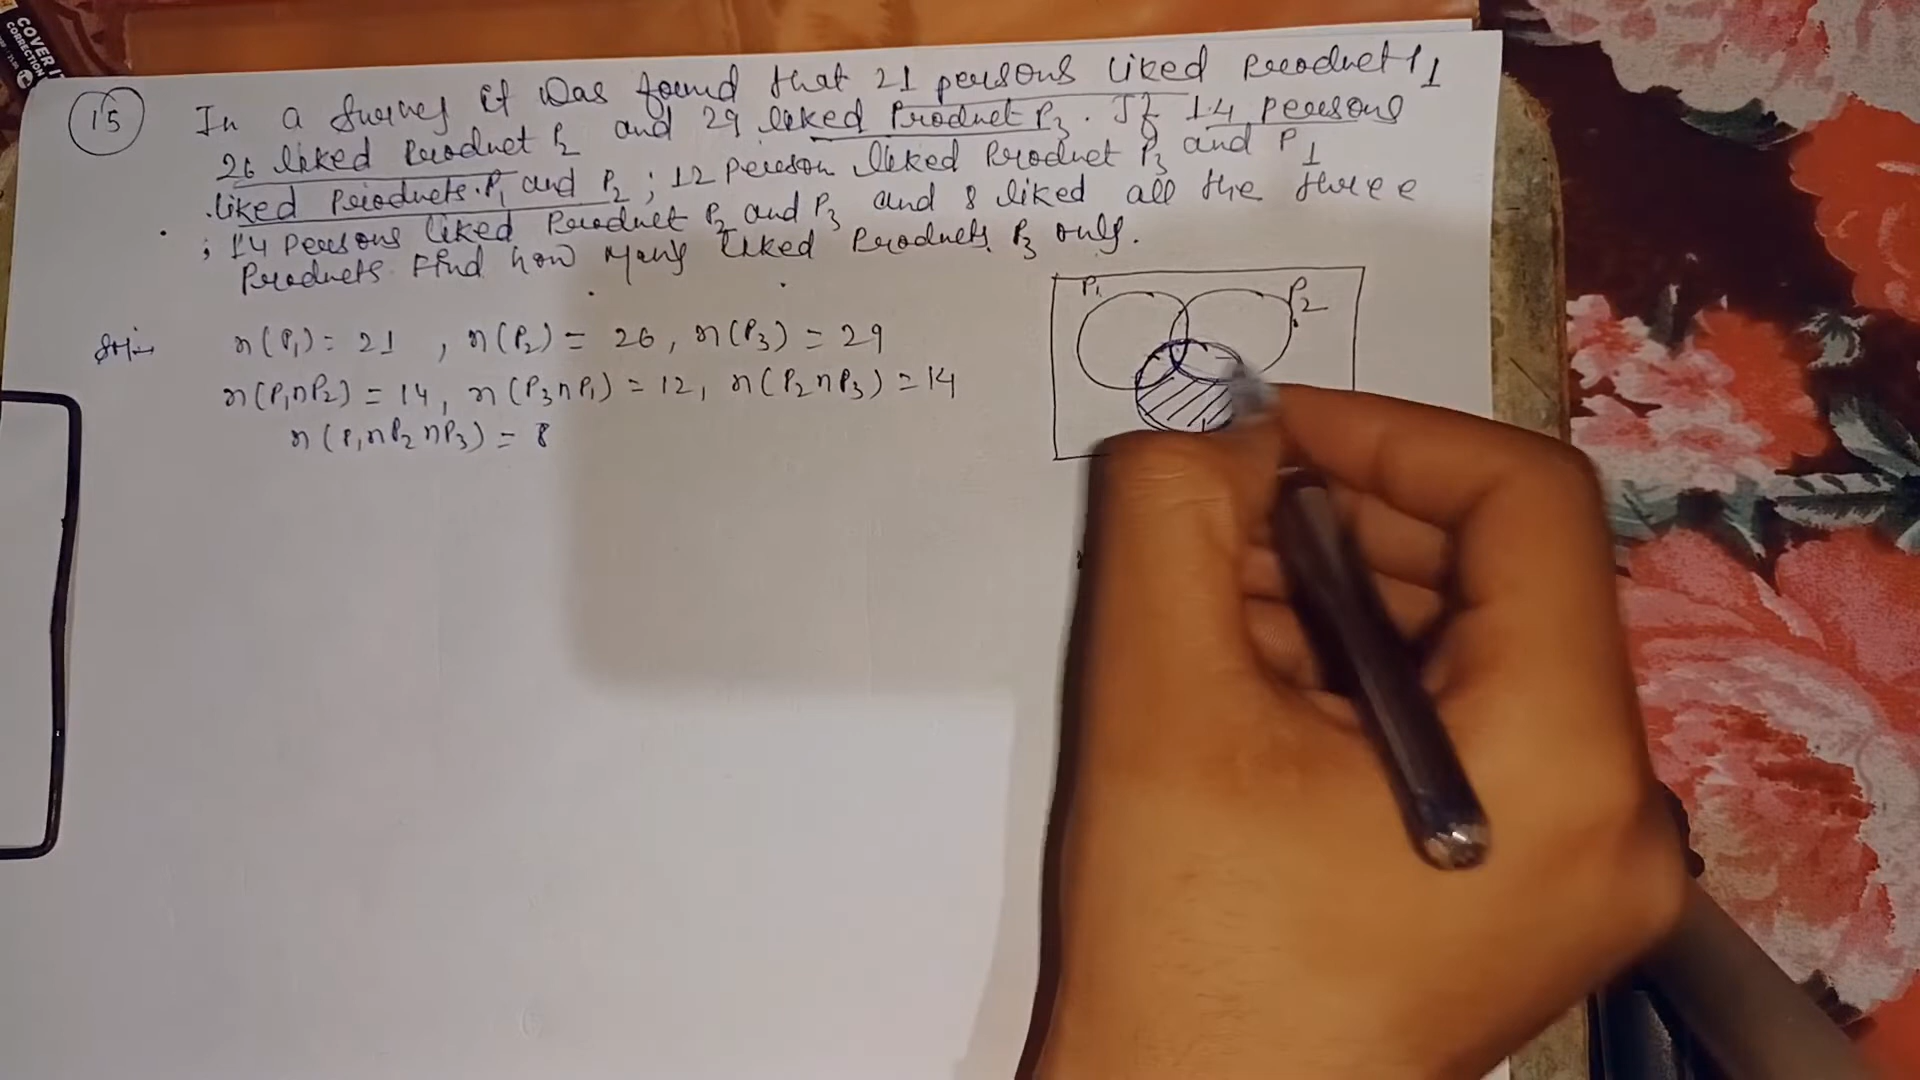 COVER IT
CORRECTION
15
In a survey it was found that 21 persons liked product P1
26 liked Product P2 and 29 liked Product P3. If 14 persons
liked Products P1 and P2; 12 person liked Product P3 and P1
; 14 persons liked Product P2 and P3 and 8 liked all the three
Products. Find how many liked Products P3 only.
Soln
n(P1) = 21, n(P2) = 26, n(P3) = 29
n(P1∩P2) = 14, n(P3∩P1) = 12, n(P2∩P3) = 14
n(P1∩P2∩P3) = 8
P1
P2